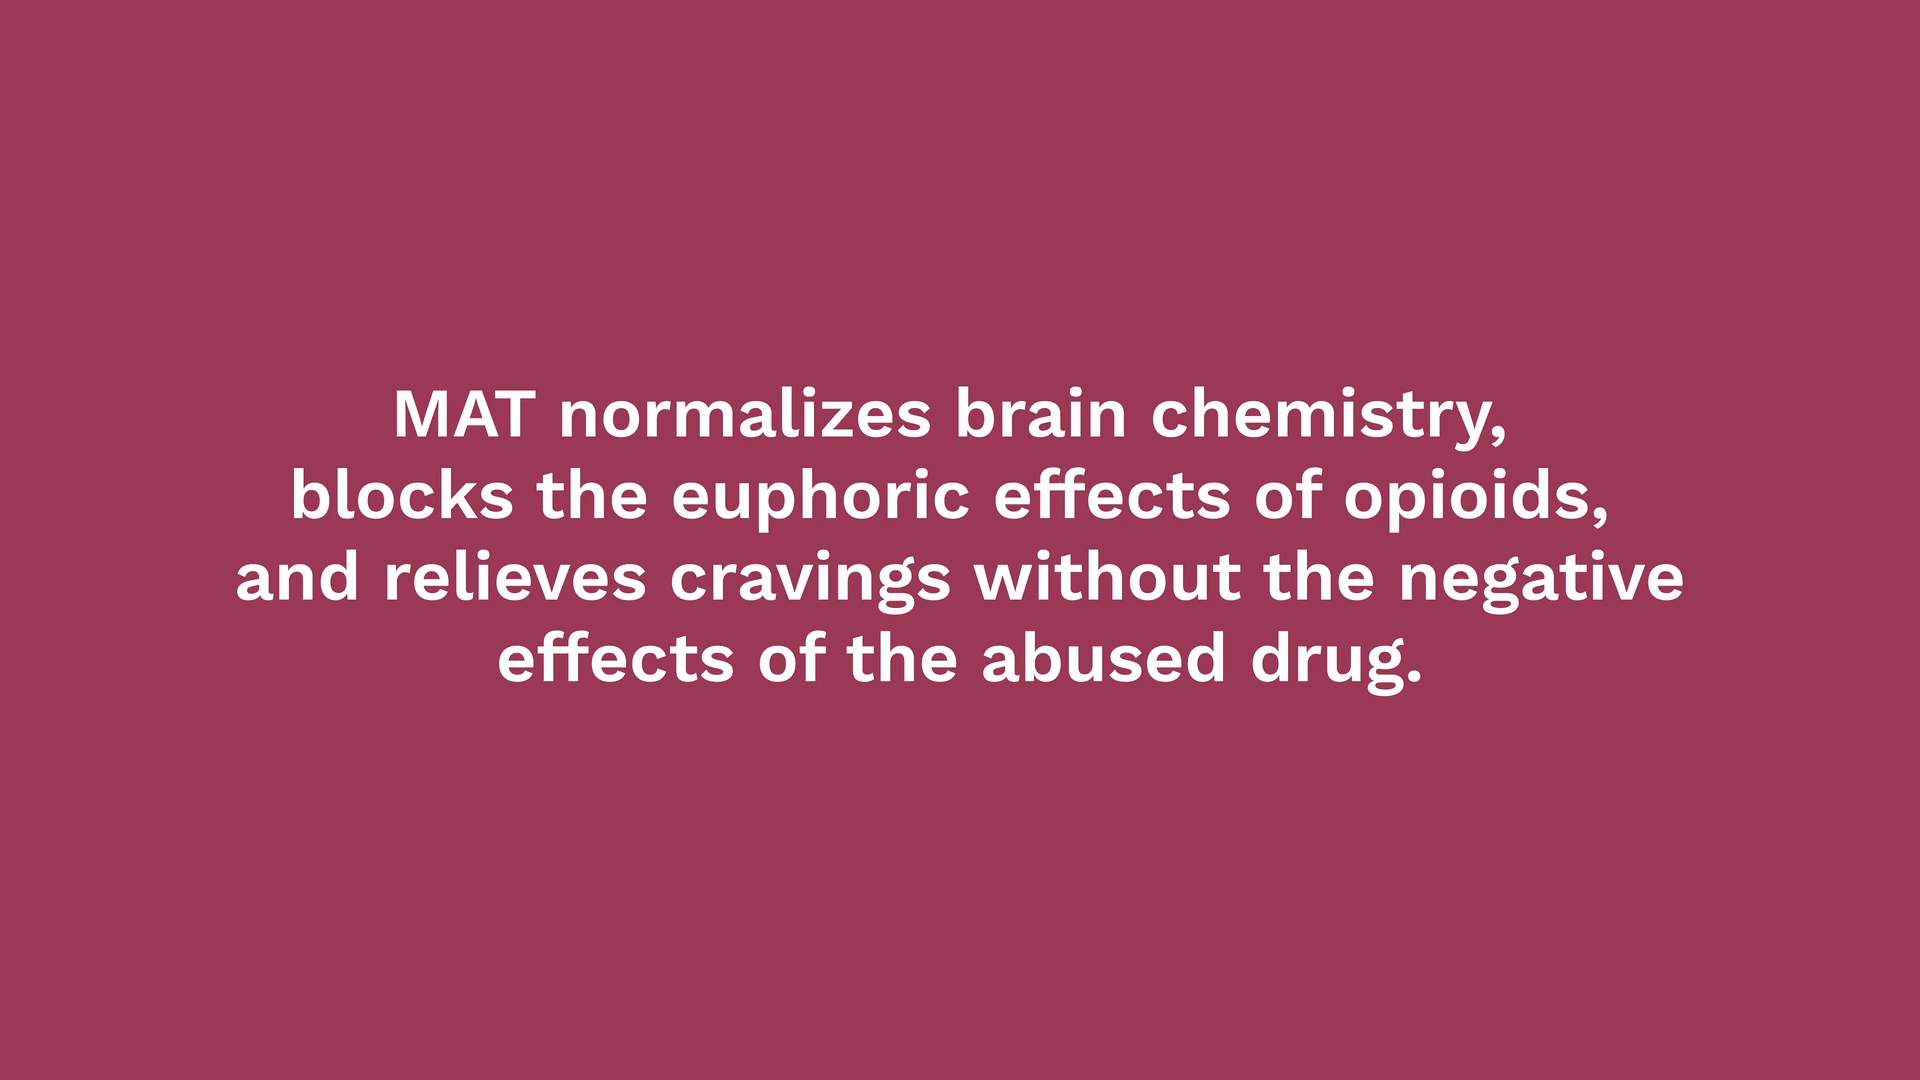 MAT normalizes brain chemistry,
blocks the euphoric effects of opioids,
and relieves cravings without the negative
effects of the abused drug.